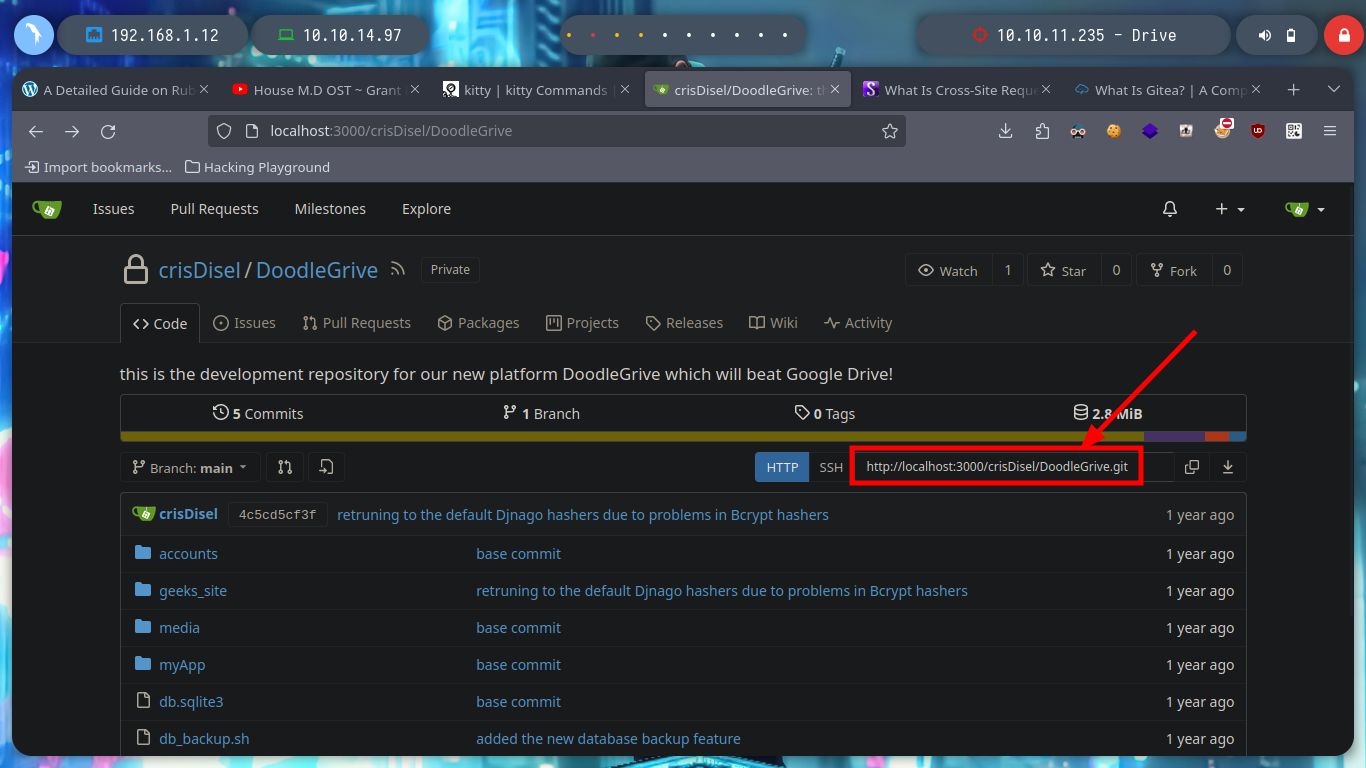 192.168.1.12
10.10.14.97
10.10.11.235 - Drive
A Detailed Guide on Rub
House M.D OST ~ Grant
kitty | kitty Commands
crisDisel/DoodleGrive: th
What Is Cross-Site Reque
What Is Gitea? | A Comp
localhost:3000/crisDisel/DoodleGrive
Import bookmarks...
Hacking Playground
Issues
Pull Requests
Milestones
Explore
crisDisel/DoodleGrive
Private
Watch 1
Star 0
Fork 0
Code
Issues
Pull Requests
Packages
Projects
Releases
Wiki
Activity
this is the development repository for our new platform DoodleGrive which will beat Google Drive!
5 Commits
1 Branch
0 Tags
2.8 MiB
Branch: main
HTTP
SSH
http://localhost:3000/crisDisel/DoodleGrive.git
crisDisel 4c5cd5cf3f retruning to the default Djnago hashers due to problems in Bcrypt hashers 1 year ago
accounts base commit 1 year ago
geeks_site retruning to the default Djnago hashers due to problems in Bcrypt hashers 1 year ago
media base commit 1 year ago
myApp base commit 1 year ago
db.sqlite3 base commit 1 year ago
db_backup.sh added the new database backup feature 1 year ago